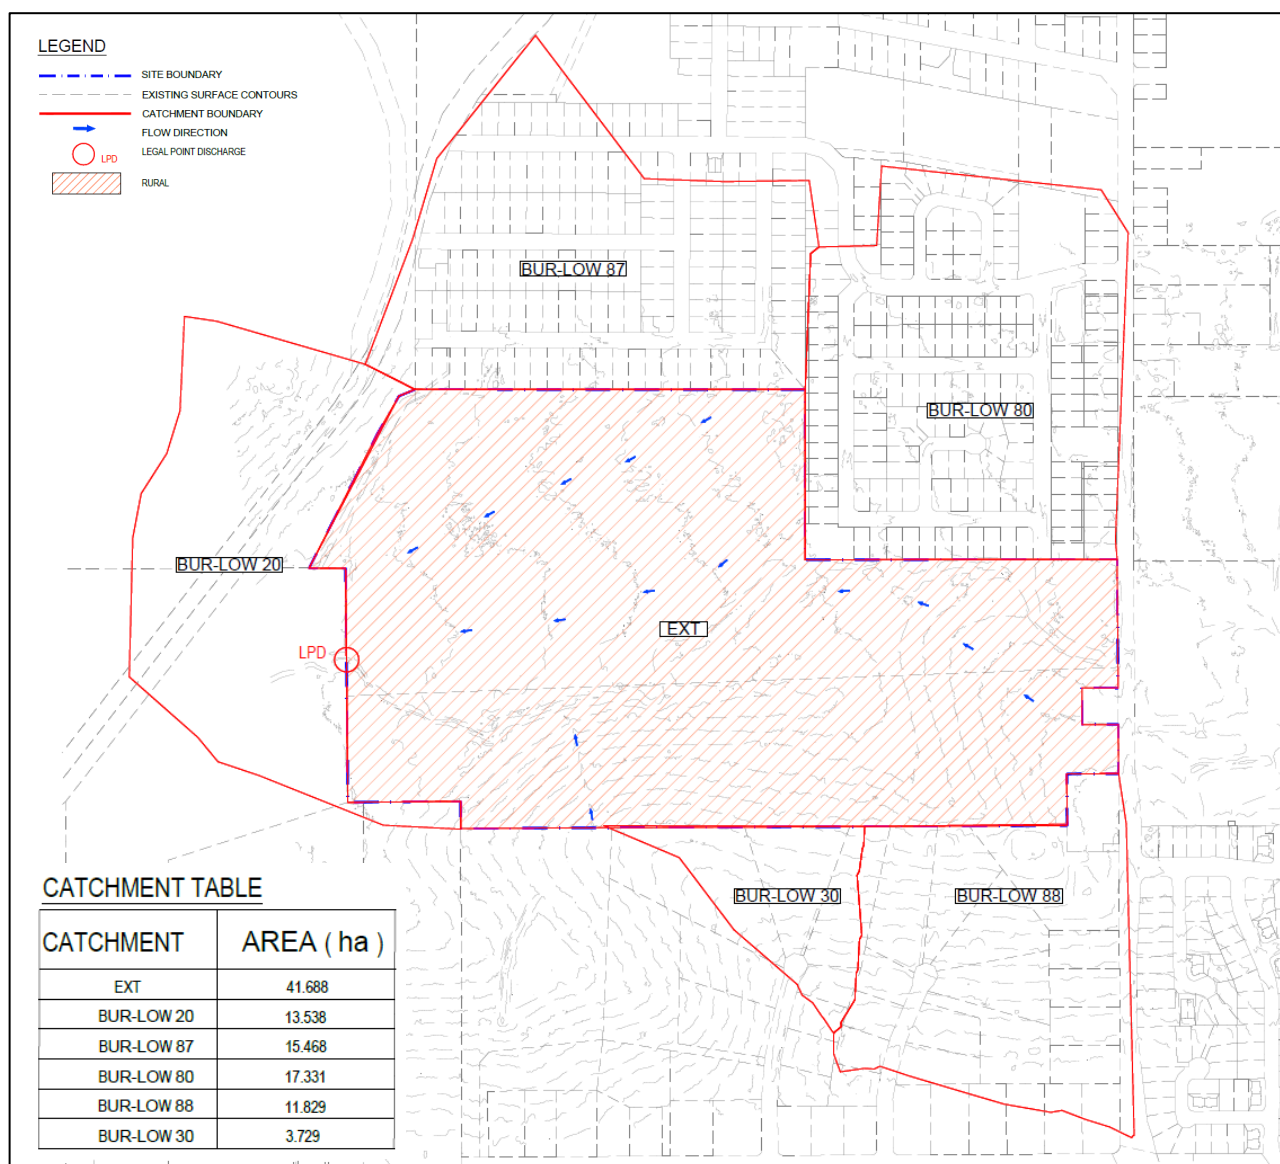 LEGEND
SITE BOUNDARY
EXISTING SURFACE CONTOURS
CATCHMENT BOUNDARY
FLOW DIRECTION
LPD
LEGAL POINT DISCHARGE
RURAL
BUR-LOW 87
BUR-LOW 80
BUR-LOW 20
EXT
LPD
BUR-LOW 30
BUR-LOW 88
CATCHMENT TABLE
CATCHMENT AREA ( ha )
EXT 41.688
BUR-LOW 20 13.538
BUR-LOW 87 15.468
BUR-LOW 80 17.331
BUR-LOW 88 11.829
BUR-LOW 30 3.729